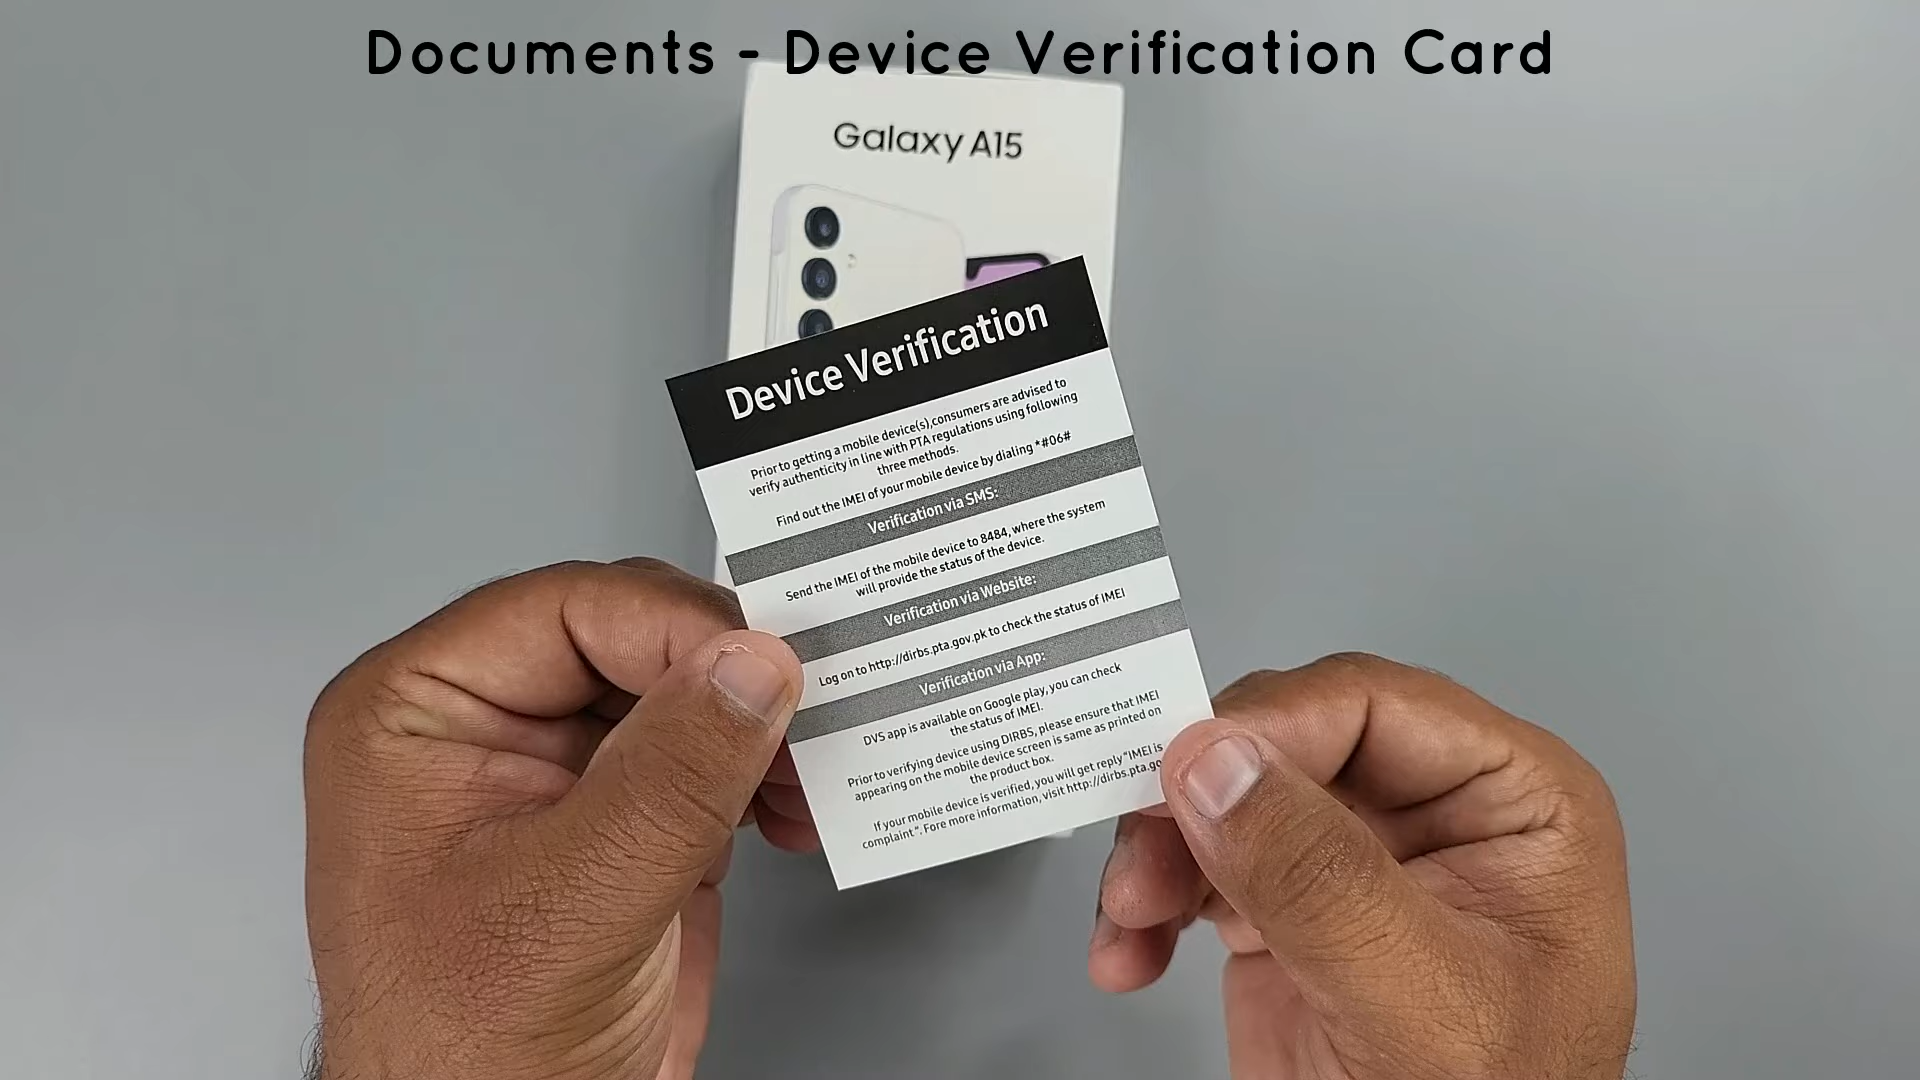 Documents - Device Verification Card
Galaxy A15
Device Verification
Prior to getting a mobile device(s),consumers are advised to
verify authenticity in line with PTA regulations using following
three methods.
Find out the IMEI of your mobile device by dialing *#06#
Verification via SMS:
Send the IMEI of the mobile device to 8484, where the system
will provide the status of the device.
Verification via Website:
Log on to http://dirbs.pta.gov.pk to check the status of IMEI
Verification via App:
DVS app is available on Google play, you can check
the status of IMEI.
Prior to verifying device using DIRBS, please ensure that IMEI
appearing on the mobile device screen is same as printed on
the product box.
If your mobile device is verified, you will get reply "IMEI is
complaint". Fore more information, visit http://dirbs.pta.go